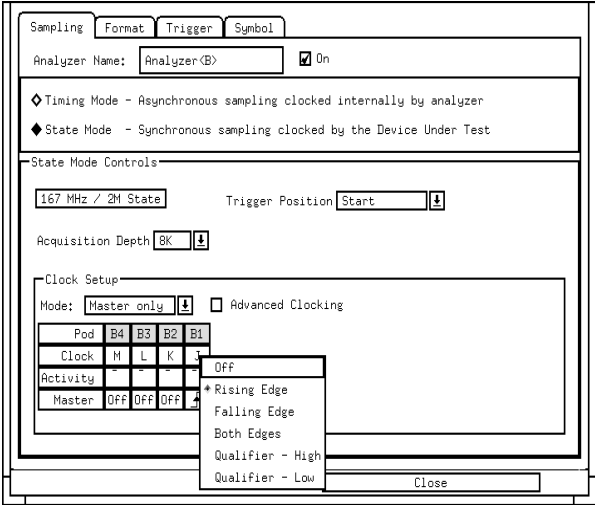 Sampling Format Trigger Symbol
Analyzer Name: Analyzer<B> On
Timing Mode - Asynchronous sampling clocked internally by analyzer
State Mode - Synchronous sampling clocked by the Device Under Test
State Mode Controls
167 MHz / 2M State Trigger Position Start
Acquisition Depth 8K
Clock Setup
Mode: Master only Advanced Clocking
Pod B4 B3 B2 B1
Clock M L K J
Activity - - - -
Master Off Off Off
Off
Rising Edge
Falling Edge
Both Edges
Qualifier - High
Qualifier - Low
Close